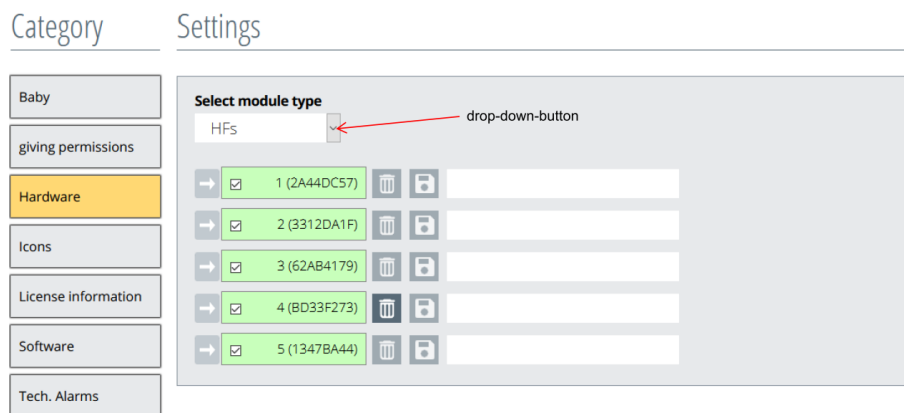 Category
Settings
Baby
giving permissions
Hardware
Icons
License information
Software
Tech. Alarms
Select module type
HFs
drop-down-button
1 (2A44DC57)
2 (3312DA1F)
3 (62AB4179)
4 (BD33F273)
5 (1347BA44)